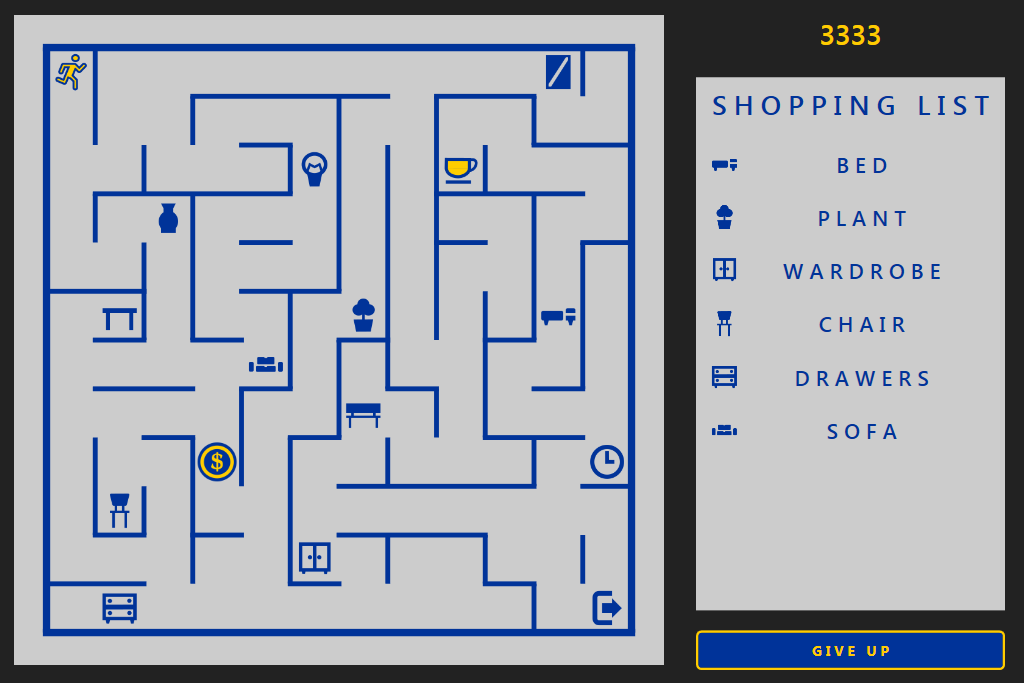 3333
SHOPPING LIST
BED
PLANT
WARDROBE
CHAIR
DRAWERS
SOFA
$
GIVE UP